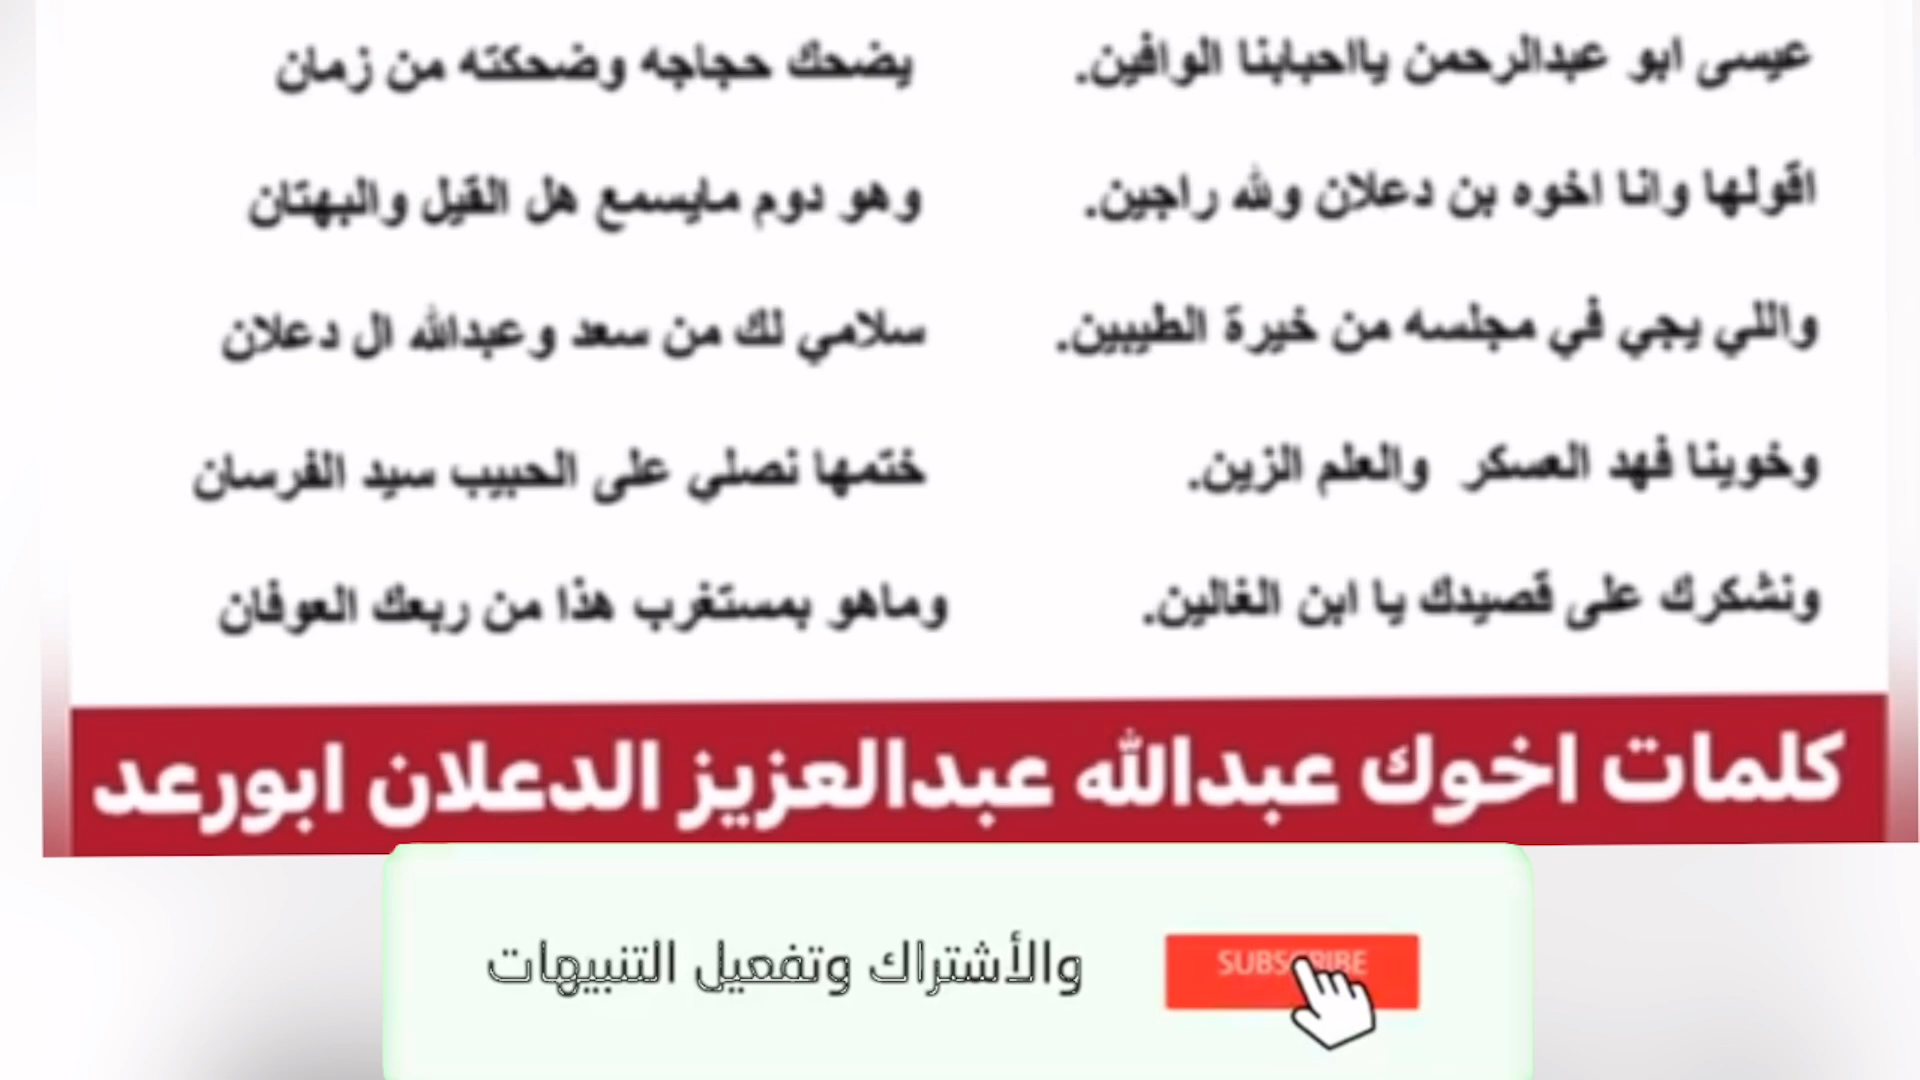 عيسى ابو عبدالرحمن يااحبابنا الوافين. يضحك حجاجه وضحكته من زمان
اقولها وانا اخوه بن دعلان ولله راجين. وهو دوم مايسمع هل القيل والبهتان
واللي يجي في مجلسه من خيرة الطيبين. سلامي لك من سعد وعبدالله ال دعلان
وخوينا فهد العسكر والعلم الزين. ختمها نصلي على الحبيب سيد الفرسان
ونشكرك على قصيدك يا ابن الغالين. وماهو بمستغرب هذا من ربعك العوفان
كلمات اخوك عبدالله عبدالعزيز الدعلان ابورعد
والأشتراك وتفعيل التنبيهات SUBSCRIBE